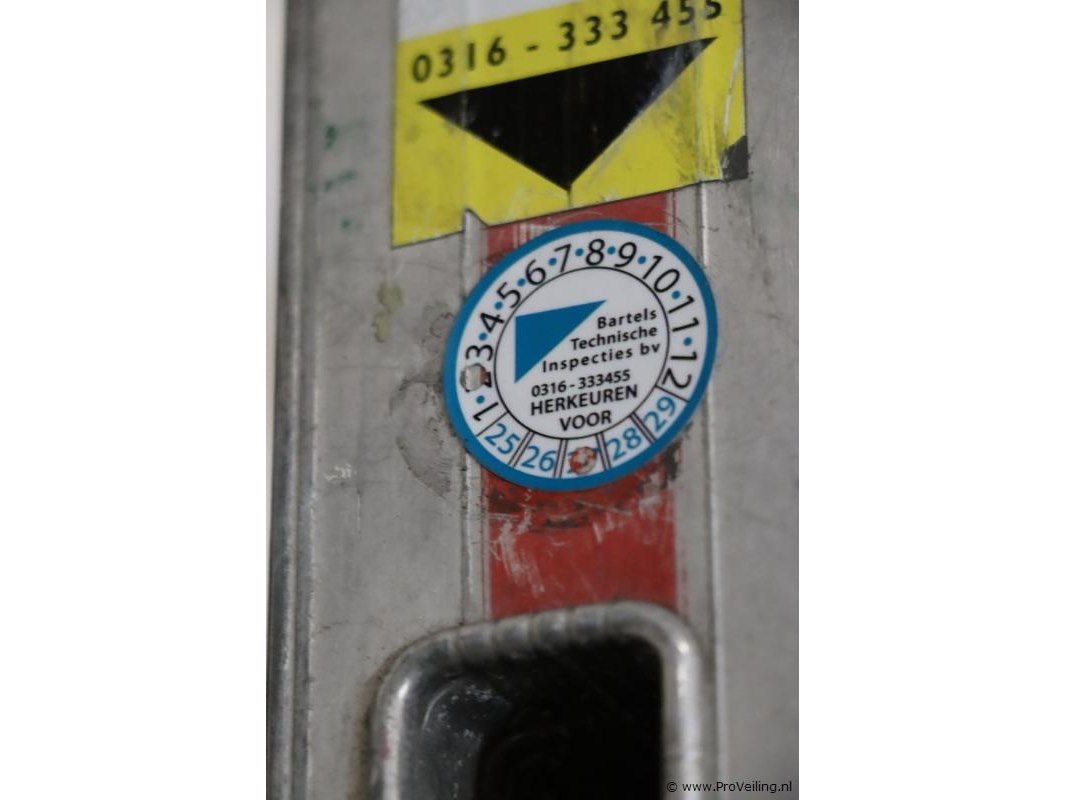 0316 - 333 455
1 · 2 · 3 · 4 · 5 · 6 · 7 · 8 · 9 · 10 · 11 · 12
Bartels
Technische
Inspecties bv
0316 - 333455
HERKEUREN
VOOR
25 26 28 29
© www.ProVeiling.nl